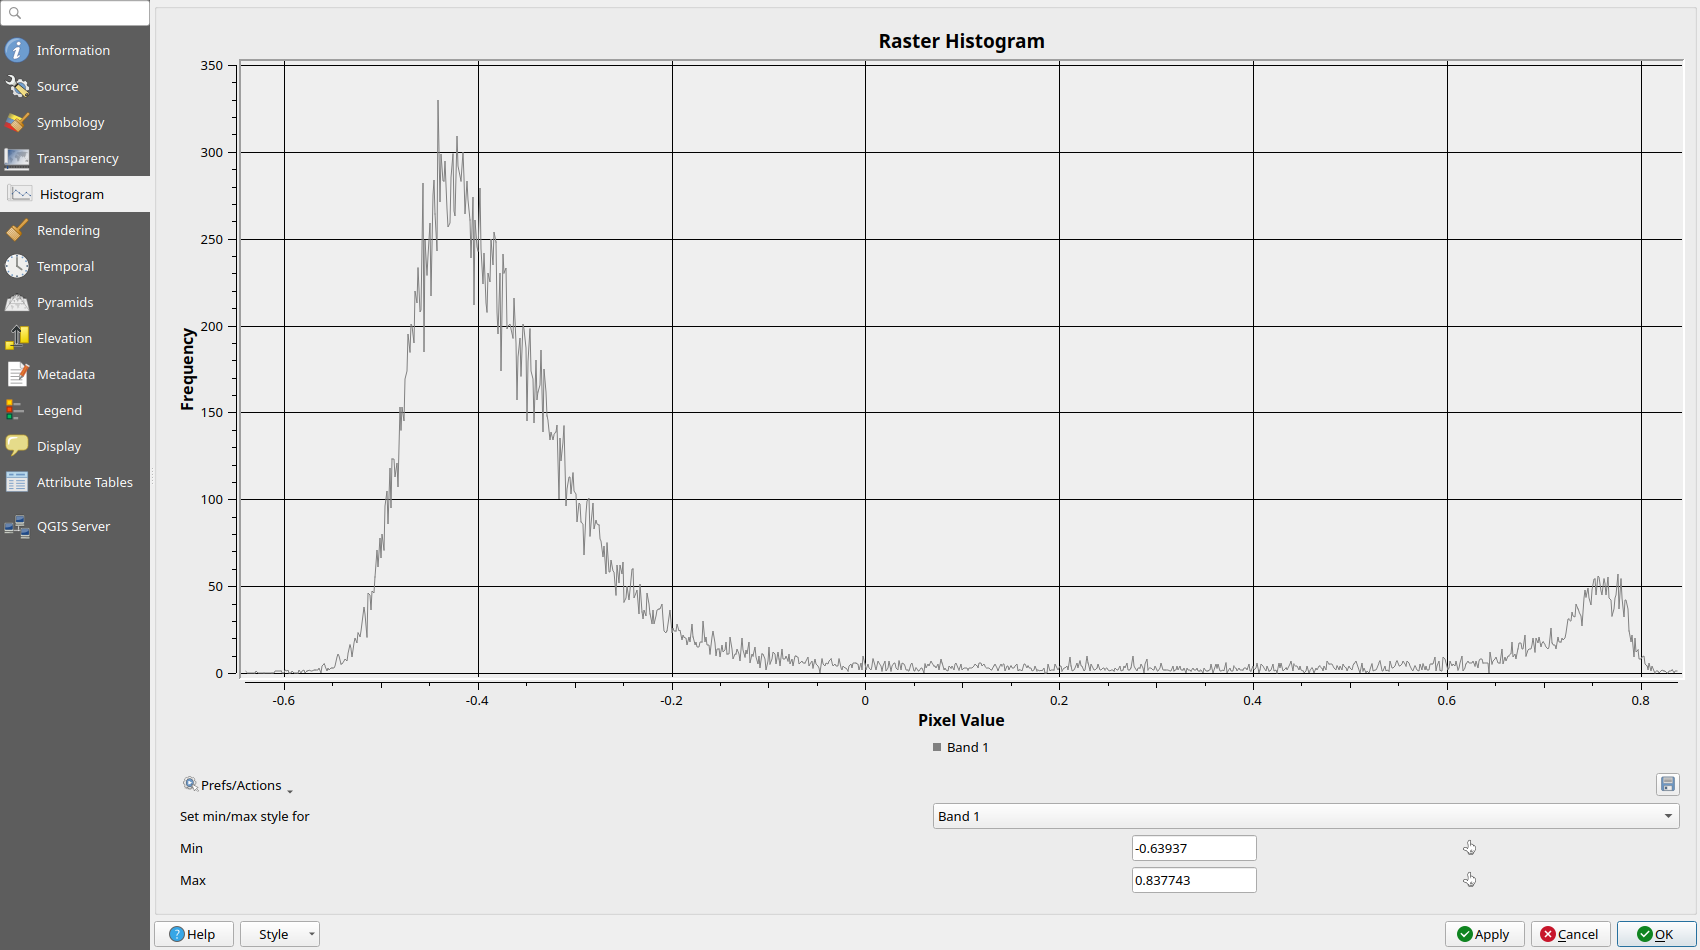 Information
Source
Symbology
Transparency
Histogram
Rendering
Temporal
Pyramids
Elevation
Metadata
Legend
Display
Attribute Tables
QGIS Server
Raster Histogram
350
300
250
200
150
100
50
0
Frequency
-0.6 -0.4 -0.2 0 0.2 0.4 0.6 0.8
Pixel Value
Band 1
Prefs/Actions
Set min/max style for Band 1
Min -0.63937
Max 0.837743
Help Style Apply Cancel OK